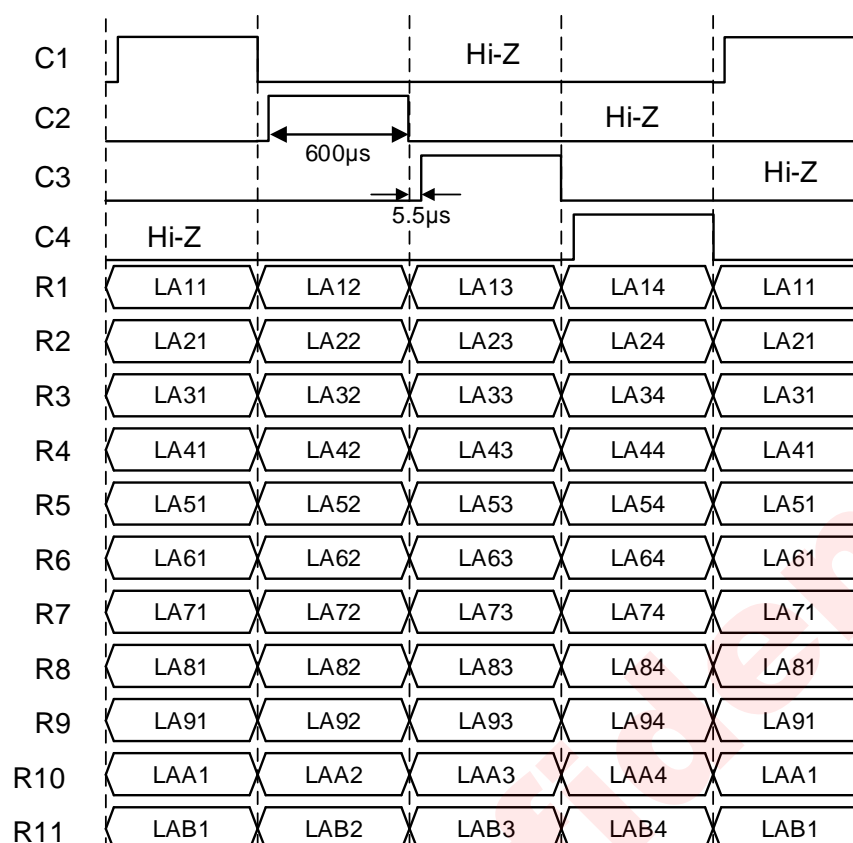 C1 Hi-Z
C2 Hi-Z
600µs
C3 Hi-Z
5.5µs
C4 Hi-Z
R1 LA11 LA12 LA13 LA14 LA11
R2 LA21 LA22 LA23 LA24 LA21
R3 LA31 LA32 LA33 LA34 LA31
R4 LA41 LA42 LA43 LA44 LA41
R5 LA51 LA52 LA53 LA54 LA51
R6 LA61 LA62 LA63 LA64 LA61
R7 LA71 LA72 LA73 LA74 LA71
R8 LA81 LA82 LA83 LA84 LA81
R9 LA91 LA92 LA93 LA94 LA91
R10 LAA1 LAA2 LAA3 LAA4 LAA1
R11 LAB1 LAB2 LAB3 LAB4 LAB1
fiden